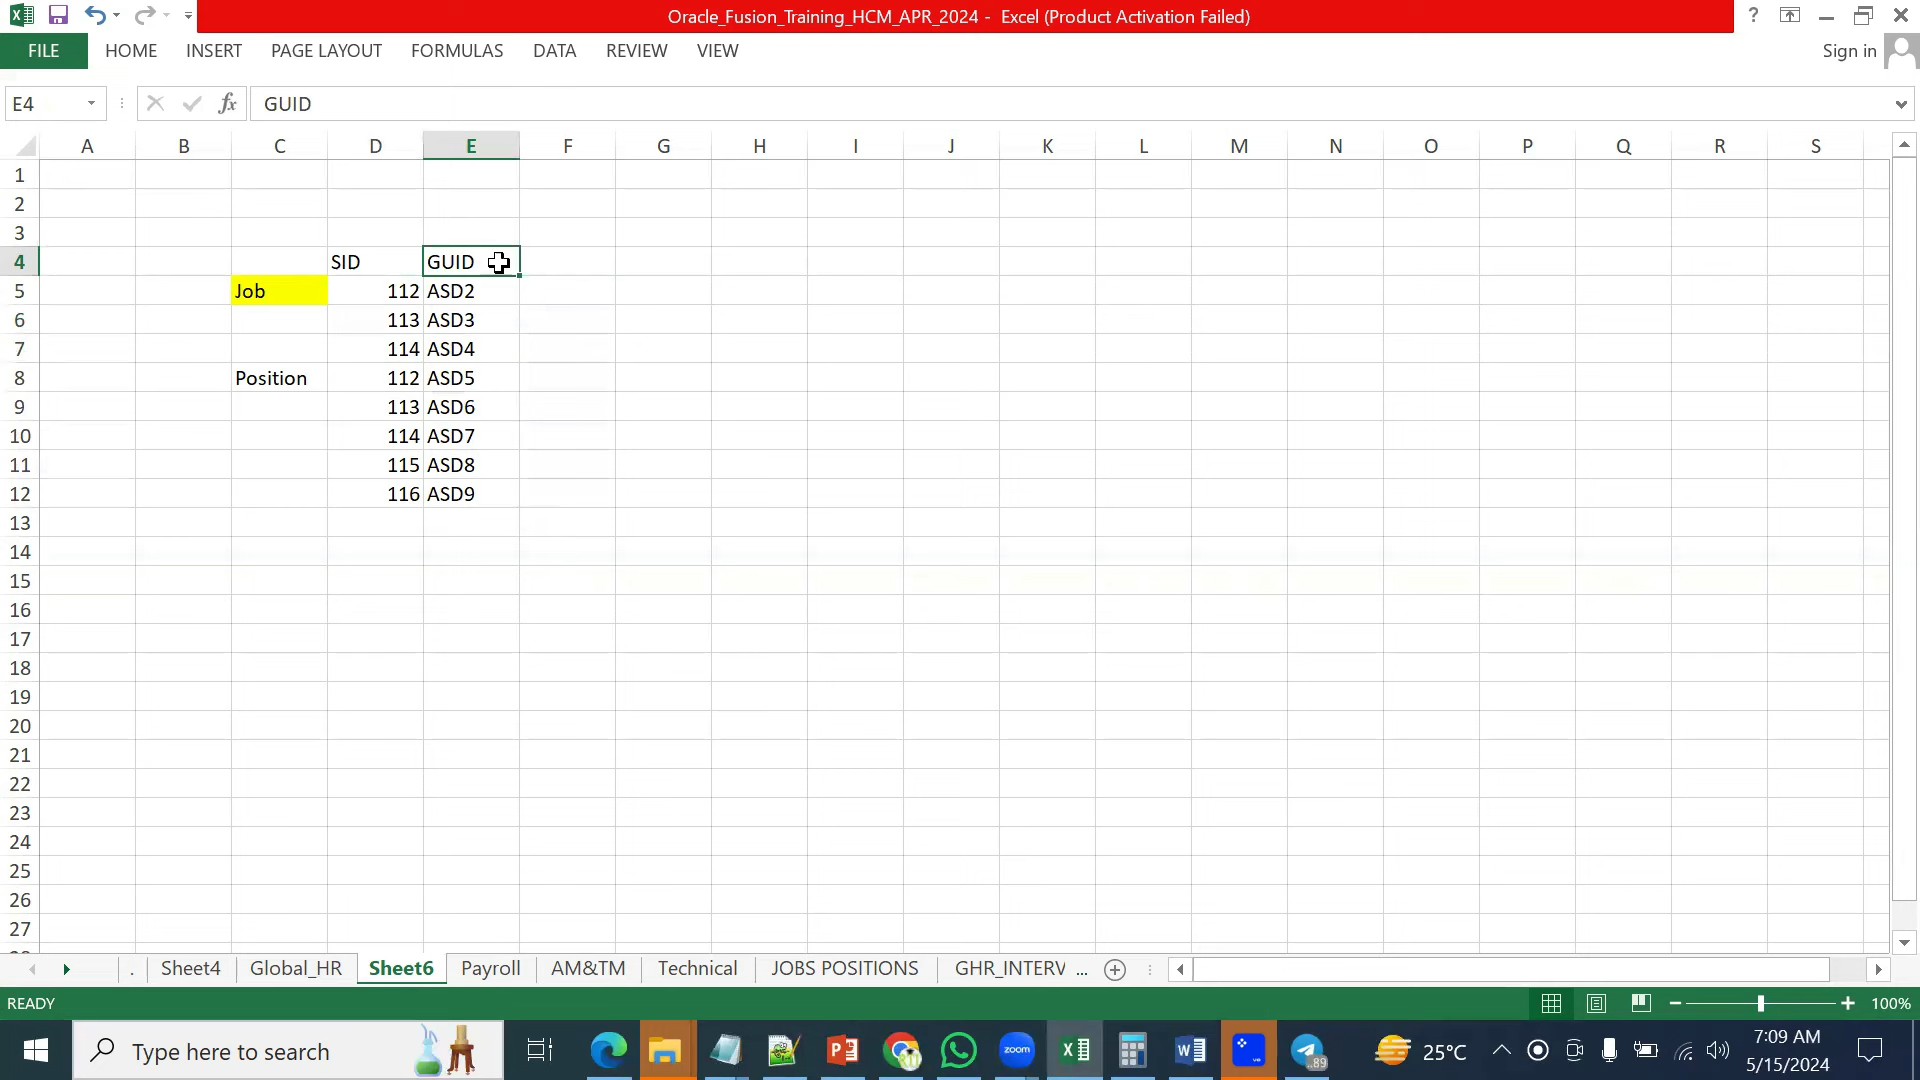 Oracle_Fusion_Training_HCM_APR_2024 - Excel (Product Activation Failed)
?
FILE HOME INSERT PAGE LAYOUT FORMULAS DATA REVIEW VIEW
Sign in
E4
fx
GUID
A B C D E F G H I J K L M N O P Q R S
1
2
3
4 SID GUID
5 Job 112 ASD2
6 113 ASD3
7 114 ASD4
8 Position 112 ASD5
9 113 ASD6
10 114 ASD7
11 115 ASD8
12 116 ASD9
13
14
15
16
17
18
19
20
21
22
23
24
25
26
27
. Sheet4 Global_HR Sheet6 Payroll AM&TM Technical JOBS POSITIONS GHR_INTERV ...
READY
100%
Type here to search
zoom
..89
25°C
7:09 AM
5/15/2024